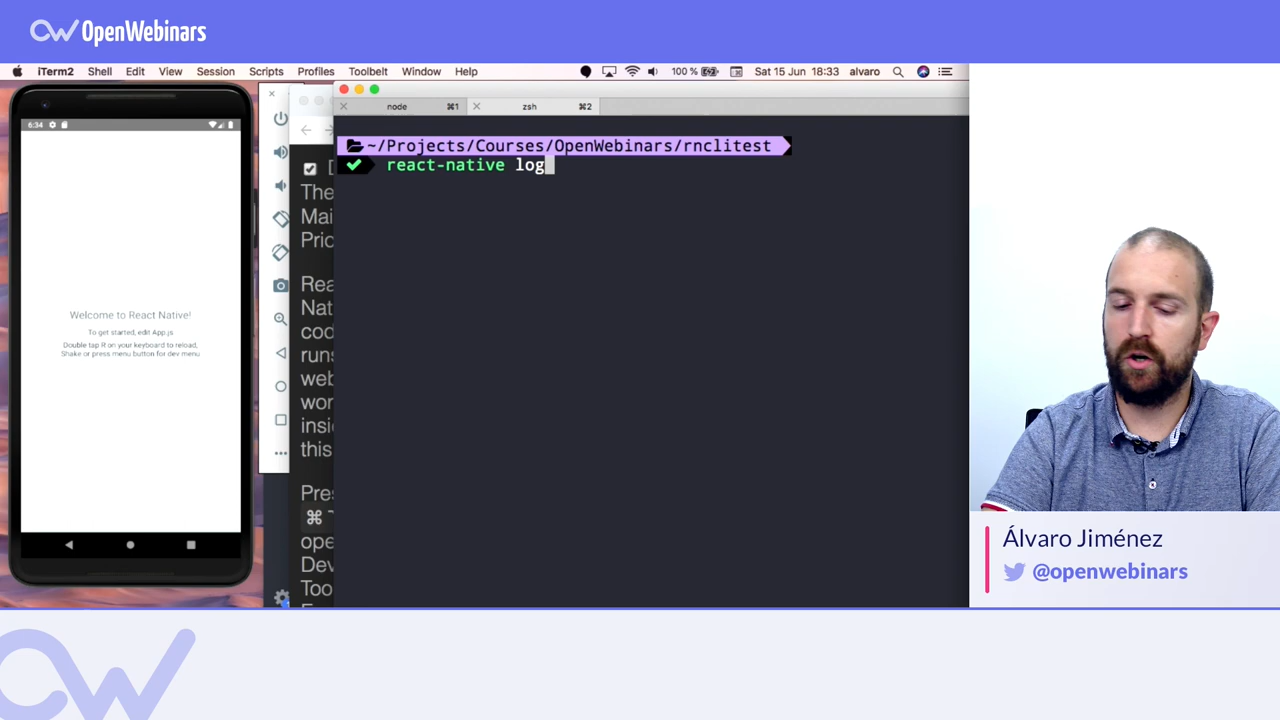 OpenWebinars
iTerm2 Shell Edit View Session Scripts Profiles Toolbelt Window Help 100 % Sat 15 Jun 18:33 alvaro
node ⌘1 zsh ⌘2
6:34
~/Projects/Courses/OpenWebinars/rnclitest
react-native log
The
Mai
Pric
Rea
Nat
cod
runs
web
wor
insi
this
Pres
⌘
ope
Dev
Too
Welcome to React Native!
To get started, edit App.js
Double tap R on your keyboard to reload,
Shake or press menu button for dev menu
Álvaro Jiménez
@openwebinars